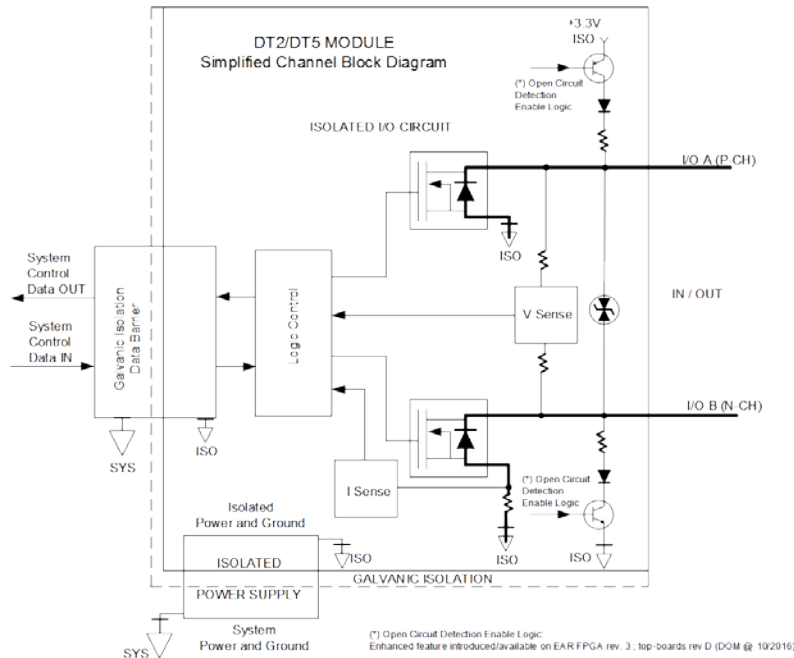 DT2/DT5 MODULE
Simplified Channel Block Diagram
+3.3V
ISO
(*) Open Circuit
Detection
Enable Logic
ISOLATED I/O CIRCUIT
I/O A (P-CH)
ISO
System
Control
Data OUT
System
Control
Data IN
Galvanic Isolation
Data Barrier
Logo Control
V Sense
IN / OUT
I/O B (N-CH)
SYS
ISO
I Sense
(*) Open Circuit
Detection
Enable Logic
Isolated
Power and Ground
ISO
ISO
ISO
ISOLATED
POWER SUPPLY
GALVANIC ISOLATION
System
Power and Ground
SYS
(*) Open Circuit Detection Enable Logic:
Enhanced feature introduced/available on EAR FPGA rev. 3 ; top-boards rev D (DOM @ 10/2016)